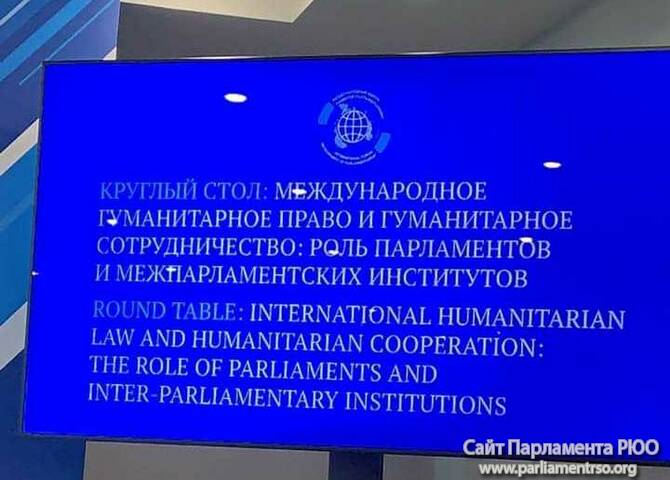 КРУГЛЫЙ СТОЛ: МЕЖДУНАРОДНОЕ
ГУМАНИТАРНОЕ ПРАВО И ГУМАНИТАРНОЕ
СОТРУДНИЧЕСТВО: РОЛЬ ПАРЛАМЕНТОВ
И МЕЖПАРЛАМЕНТСКИХ ИНСТИТУТОВ
ROUND TABLE: INTERNATIONAL HUMANITARIAN
LAW AND HUMANITARIAN COOPERATION:
THE ROLE OF PARLIAMENTS AND
INTER-PARLIAMENTARY INSTITUTIONS
Сайт Парламента РЮО
www.parliamentrso.org